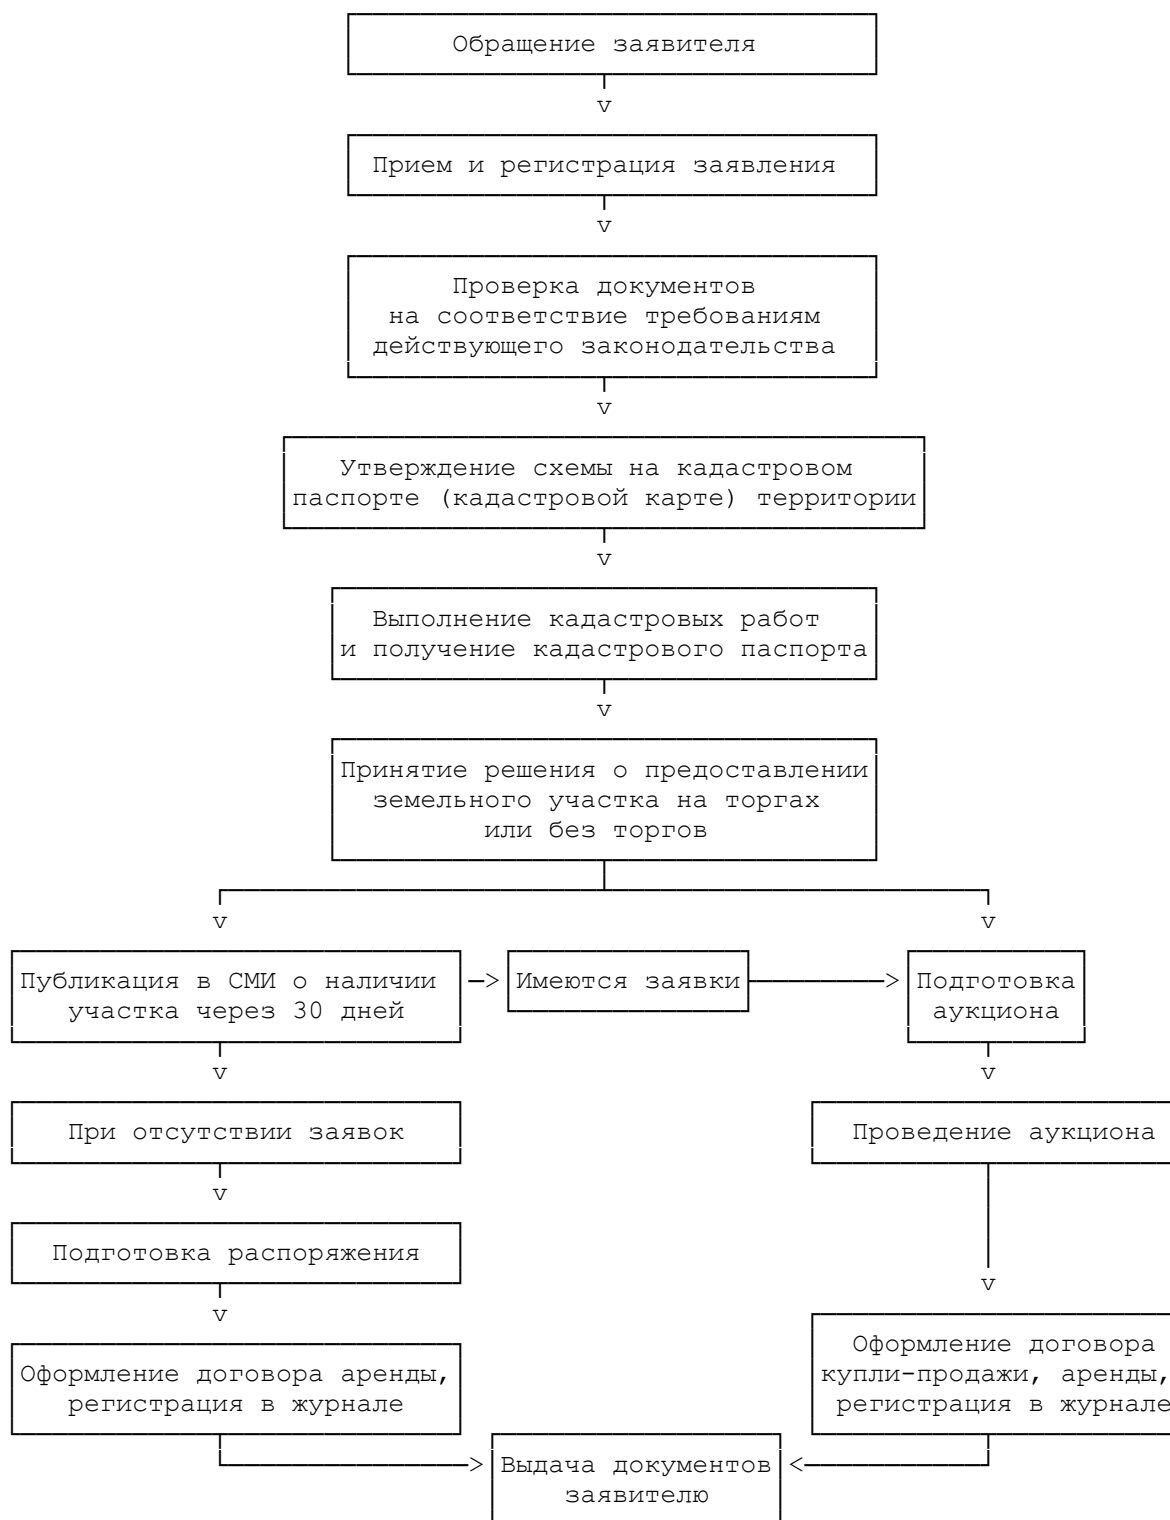 Обращение заявителя
Прием и регистрация заявления
Проверка документов
на соответствие требованиям
действующего законодательства
Утверждение схемы на кадастровом
паспорте (кадастровой карте) территории
Выполнение кадастровых работ
и получение кадастрового паспорта
Принятие решения о предоставлении
земельного участка на торгах
или без торгов
Публикация в СМИ о наличии
участка через 30 дней
Имеются заявки
Подготовка
аукциона
При отсутствии заявок
Проведение аукциона
Подготовка распоряжения
Оформление договора аренды,
регистрация в журнале
Оформление договора
купли-продажи, аренды,
регистрация в журнале
Выдача документов
заявителю